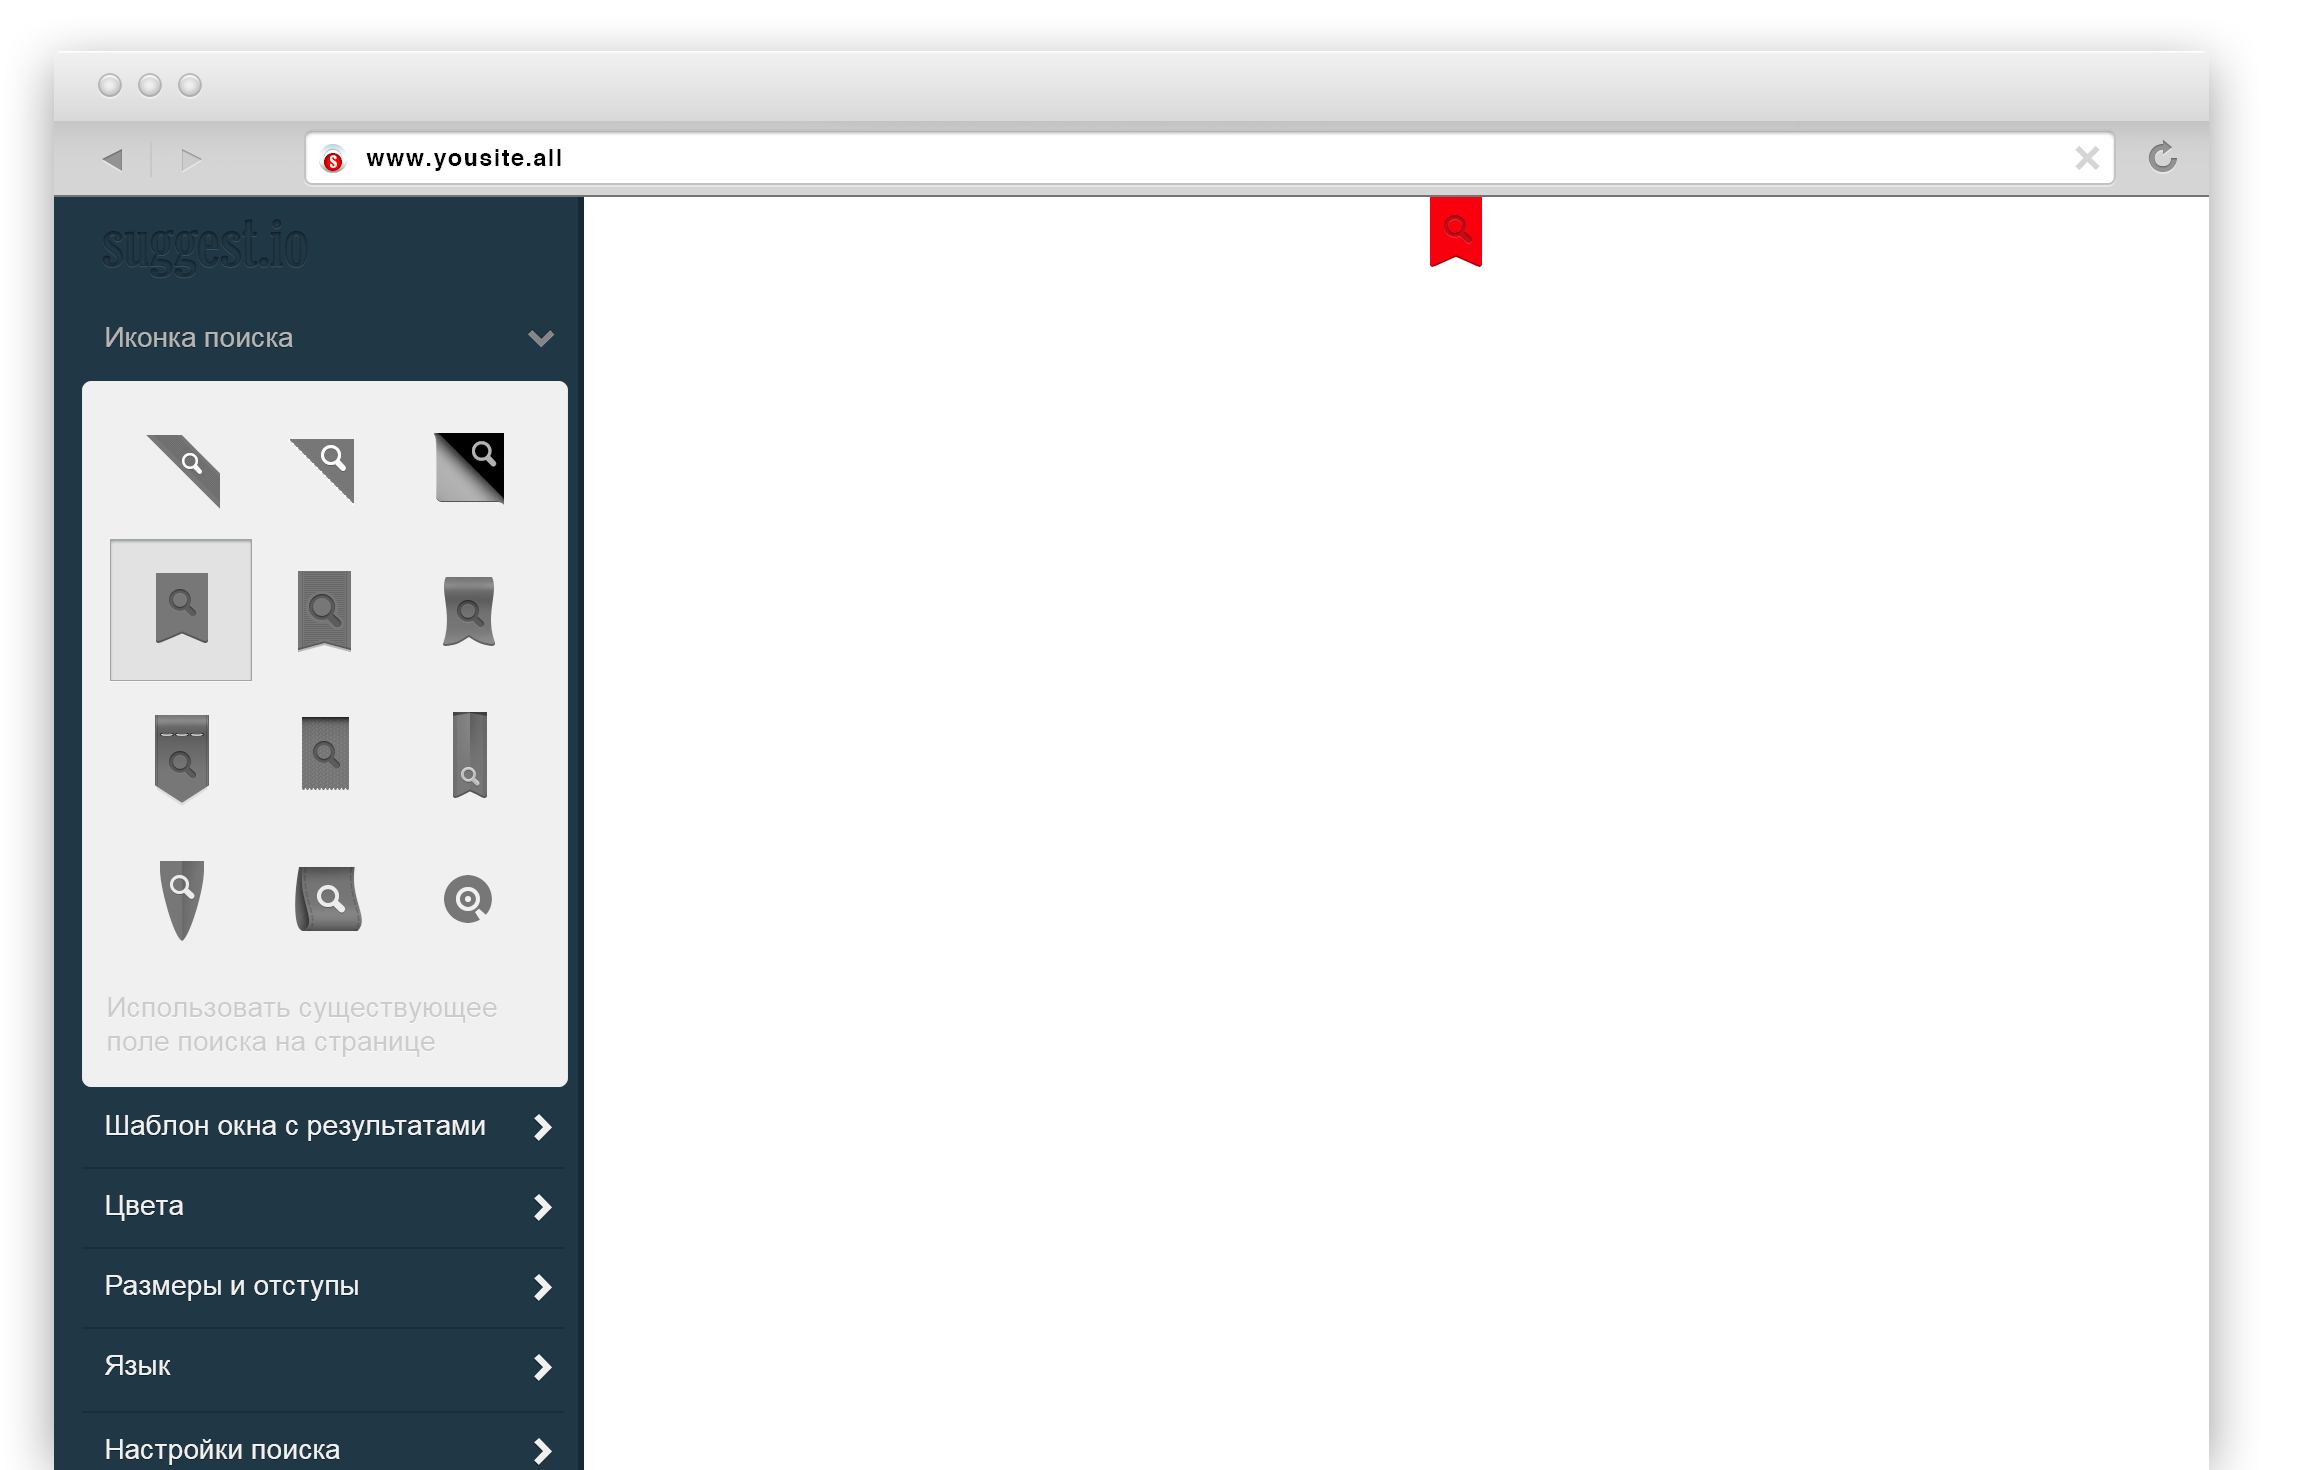 www.yousite.all
suggest.io
Иконка поиска
Использовать существующее
поле поиска на странице
Шаблон окна с результатами
Цвета
Размеры и отступы
Язык
Настройки поиска